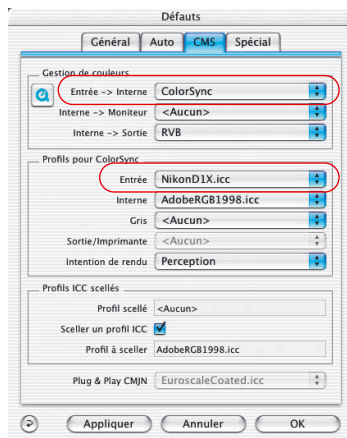 Défauts
Général Auto CMS Spécial
Gestion de couleurs
Entrée -> Interne ColorSync
Interne -> Moniteur <Aucun>
Interne -> Sortie RVB
Profils pour ColorSync
Entrée NikonD1X.icc
Interne AdobeRGB1998.icc
Gris <Aucun>
Sortie/Imprimante <Aucun>
Intention de rendu Perception
Profils ICC scellés
Profil scellé <Aucun>
Sceller un profil ICC
Profil à sceller AdobeRGB1998.icc
Plug & Play CMJN EuroscaleCoated.icc
Appliquer Annuler OK